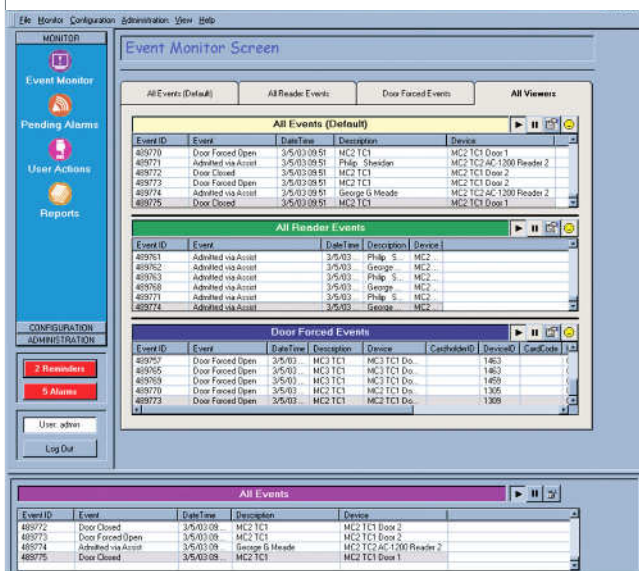 File Monitor Configuration Administration View Help
MONITOR
Event Monitor
Pending Alarms
User Actions
Reports
CONFIGURATION
ADMINISTRATION
2 Reminders
5 Alarms
User: admin
Log Out
Event Monitor Screen
All Events (Default) All Reader Events Door Forced Events All Viewers
All Events (Default)
Event ID Event DateTime Description Device
489770 Door Forced Open 3/5/03 09:51 MC2 TC1 MC2 TC1 Door 1
489771 Admitted via Assist 3/5/03 09:51 Philip Sheridan MC2 TC2 AC-1200 Reader 2
489772 Door Closed 3/5/03 09:51 MC2 TC1 MC2 TC1 Door 2
489773 Door Forced Open 3/5/03 09:51 MC2 TC1 MC2 TC1 Door 2
489774 Admitted via Assist 3/5/03 09:51 George G Meade MC2 TC2 AC-1200 Reader 2
489775 Door Closed 3/5/03 09:51 MC2 TC1 MC2 TC1 Door 1
All Reader Events
Event ID Event DateTime Description Device
489761 Admitted via Assist 3/5/03 ... Philip S... MC2 ...
489762 Admitted via Assist 3/5/03 ... George ... MC2 ...
489763 Admitted via Assist 3/5/03 ... Philip S... MC2 ...
489768 Admitted via Assist 3/5/03 ... George ... MC2 ...
489771 Admitted via Assist 3/5/03 ... Philip S... MC2 ...
489774 Admitted via Assist 3/5/03 ... George ... MC2 ...
Door Forced Events
Event ID Event DateTime Description Device CardholderID DeviceID CardCode
489757 Door Forced Open 3/5/03 ... MC3 TC1 MC3 TC1 Do... 1463
489765 Door Forced Open 3/5/03 ... MC3 TC1 MC3 TC1 Do... 1463
489769 Door Forced Open 3/5/03 ... MC3 TC1 MC3 TC1 Do... 1459
489770 Door Forced Open 3/5/03 ... MC2 TC1 MC2 TC1 Do... 1305
489773 Door Forced Open 3/5/03 ... MC2 TC1 MC2 TC1 Do... 1309
All Events
Event ID Event DateTime Description Device
489772 Door Closed 3/5/03 09... MC2 TC1 MC2 TC1 Door 2
489773 Door Forced Open 3/5/03 09... MC2 TC1 MC2 TC1 Door 2
489774 Admitted via Assist 3/5/03 09... George G Meade MC2 TC2 AC-1200 Reader 2
489775 Door Closed 3/5/03 09... MC2 TC1 MC2 TC1 Door 1